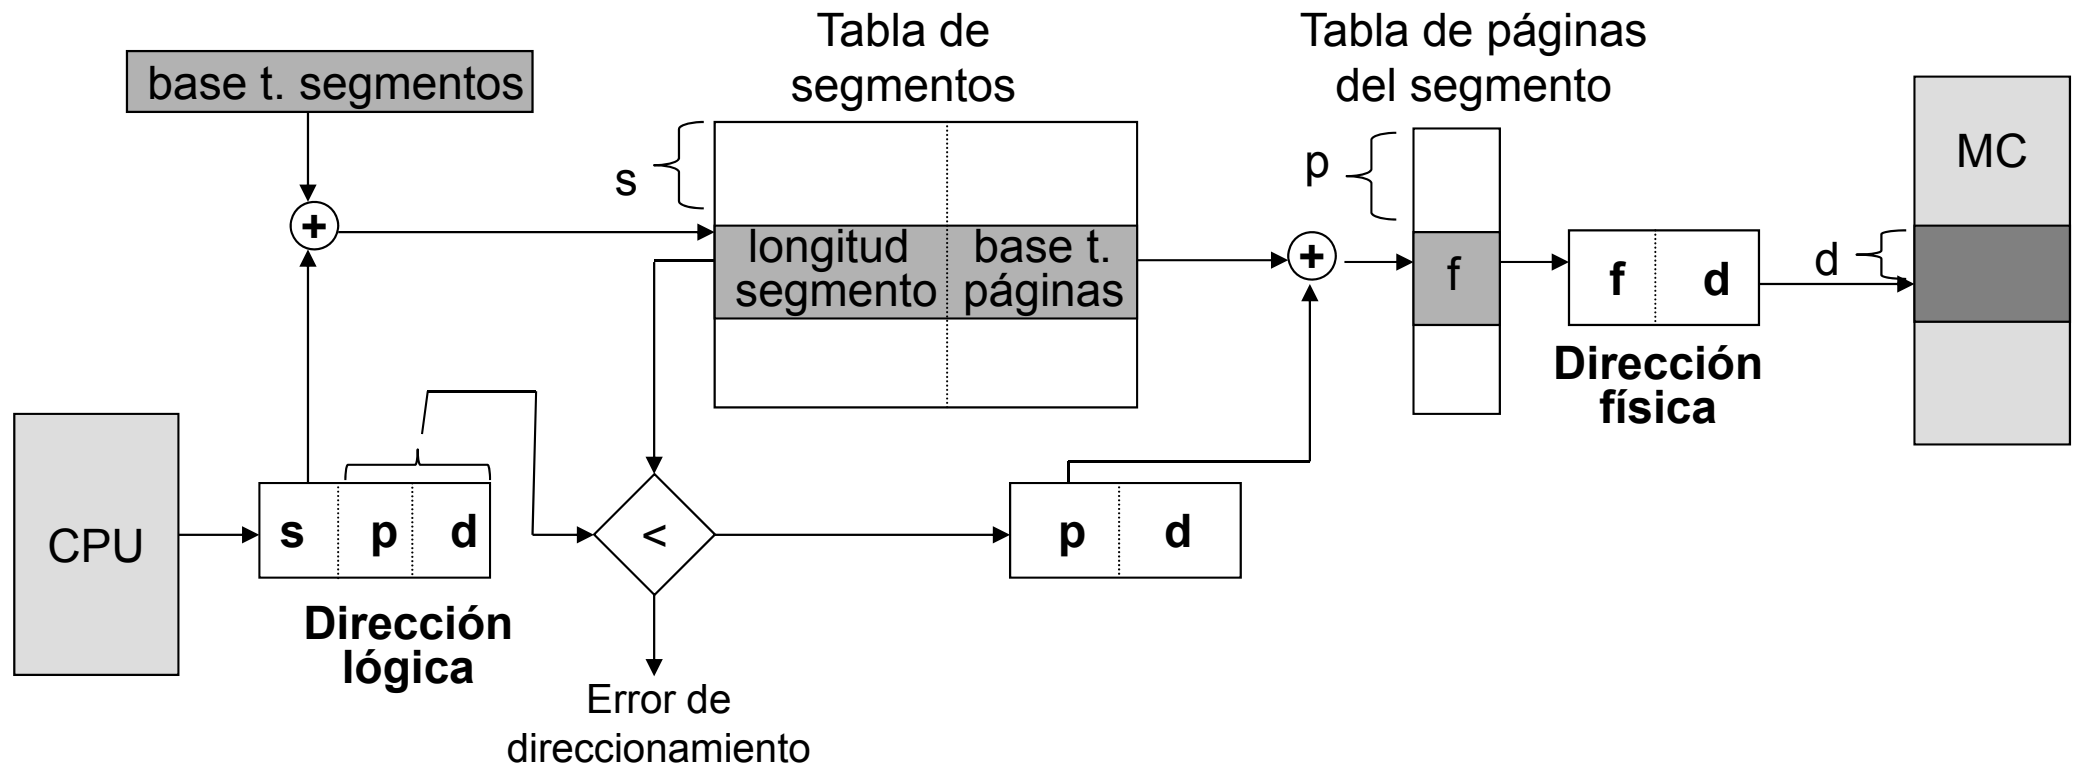 Tabla de
segmentos
Tabla de páginas
del segmento
base t. segmentos
MC
s
p
+
longitud
segmento
base t.
páginas
+
f
f d
d
Dirección
física
CPU
s p d
<
p d
Dirección
lógica
Error de
direccionamiento